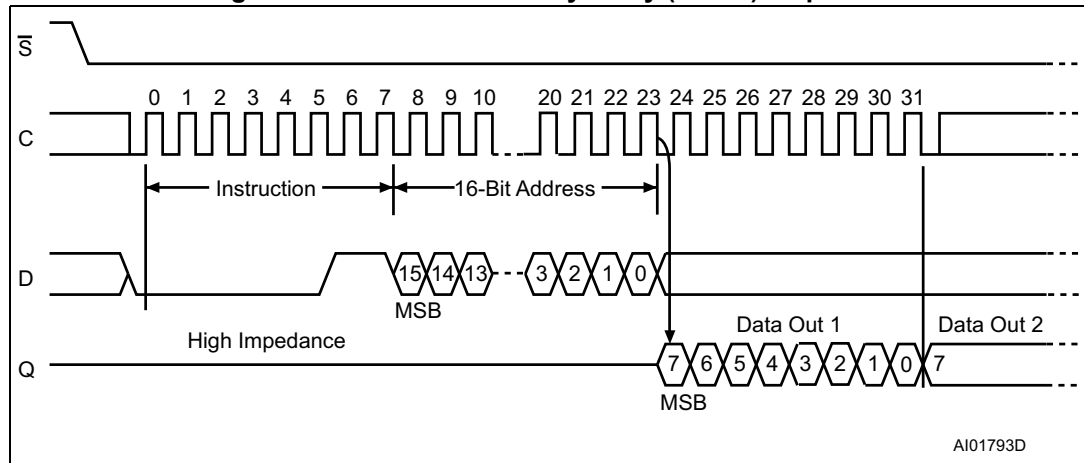 S
0 1 2 3 4 5 6 7 8 9 10 20 21 22 23 24 25 26 27 28 29 30 31
C
Instruction 16-Bit Address
D
15 14 13 3 2 1 0
MSB
High Impedance
Data Out 1 Data Out 2
Q
7 6 5 4 3 2 1 0 7
MSB
AI01793D